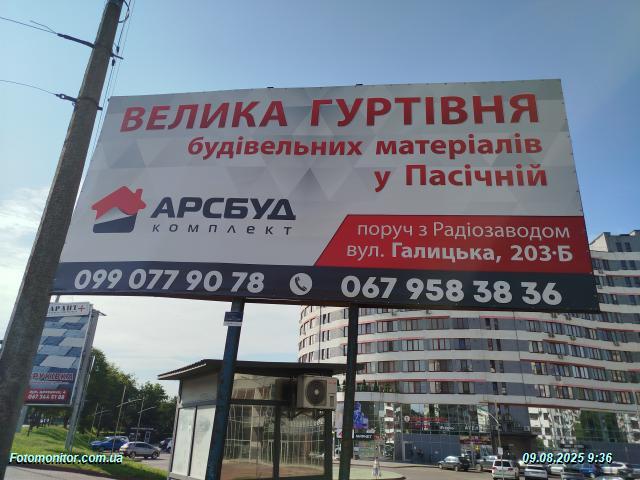 ВЕЛИКА ГУРТІВНЯ
будівельних матеріалів
у Пасічній
АРСБУД
КОМПЛЕКТ
поруч з Радіозаводом
вул. Галицька, 203-Б
099 077 90 78
067 958 38 36
Fotomonitor.com.ua
09.08.2025 9:36